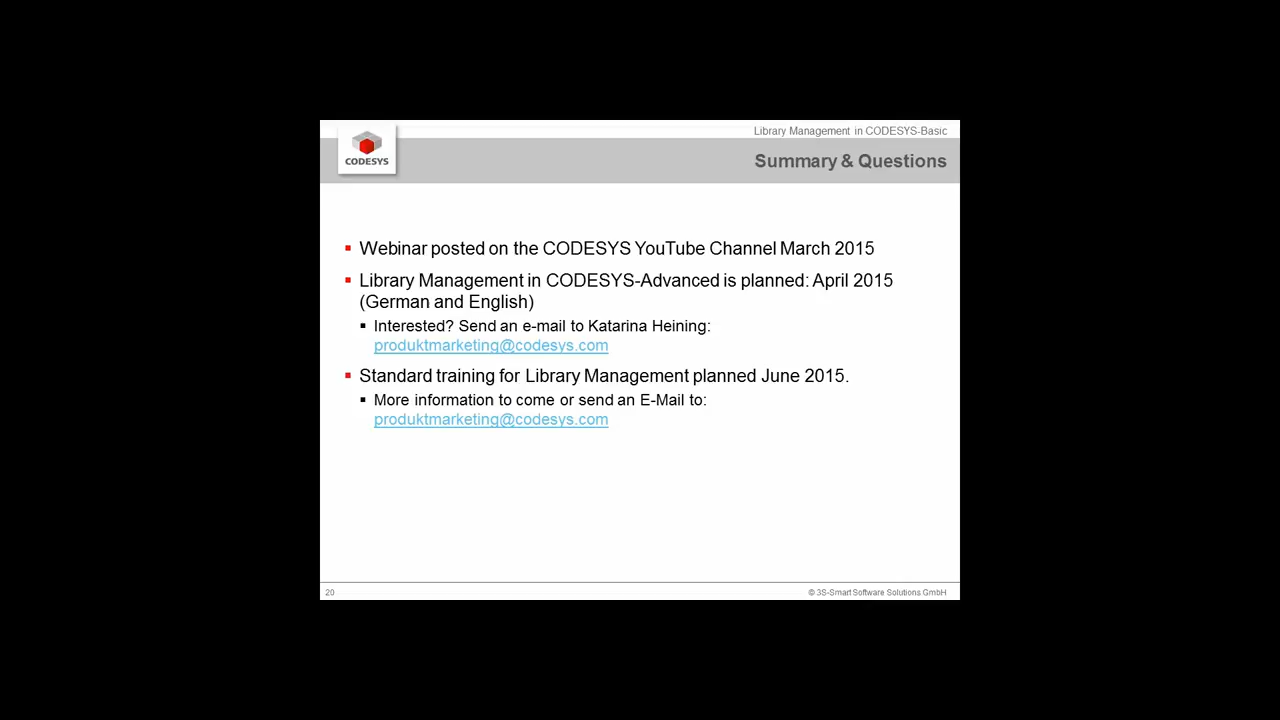 Library Management in CODESYS-Basic
CODESYS
Summary & Questions
Webinar posted on the CODESYS YouTube Channel March 2015
Library Management in CODESYS-Advanced is planned: April 2015
(German and English)
Interested? Send an e-mail to Katarina Heining:
produktmarketing@codesys.com
Standard training for Library Management planned June 2015.
More information to come or send an E-Mail to:
produktmarketing@codesys.com
20
© 3S-Smart Software Solutions GmbH